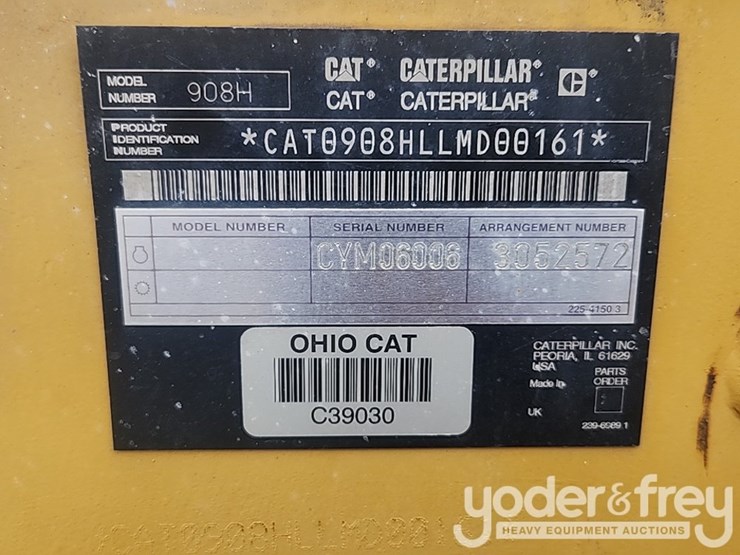 CAT® CATERPILLAR®
MODEL NUMBER 908H
CAT® CATERPILLAR®
PRODUCT IDENTIFICATION NUMBER *CAT0908HLLMD00161*
MODEL NUMBER SERIAL NUMBER ARRANGEMENT NUMBER
CYM06006 3052572
225-4150 3
OHIO CAT
C39030
CATERPILLAR INC.
PEORIA, IL 61629
USA
Made in
PARTS ORDER
UK
239-6989 1
yoder&frey
HEAVY EQUIPMENT AUCTIONS